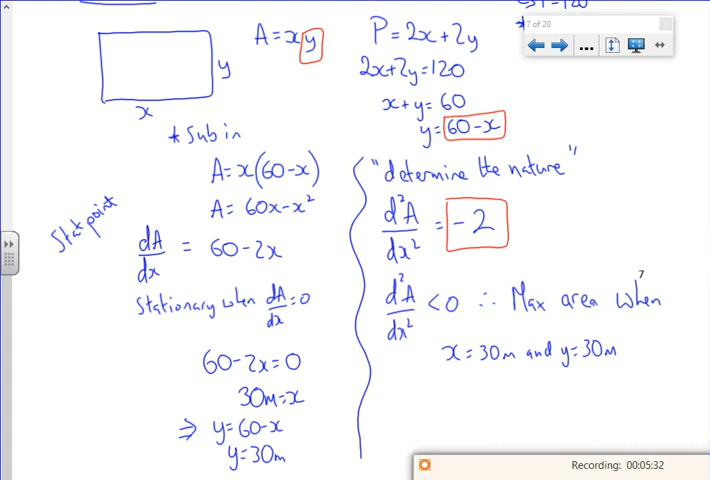 P=120
7 of 20
A = xy
P = 2x + 2y
y
2x+2y=120
x
x+y=60
y=60-x
* Sub in
A = x(60-x)
A = 60x-x²
Stat point
dA/dx = 60-2x
Stationary when dA/dx=0
60-2x=0
30m=x
⇒ y=60-x
y=30m
"determine the nature"
d²A/dx² = -2
d²A/dx² <0 ∴ Max area when
x=30m and y=30m
Recording: 00:05:32